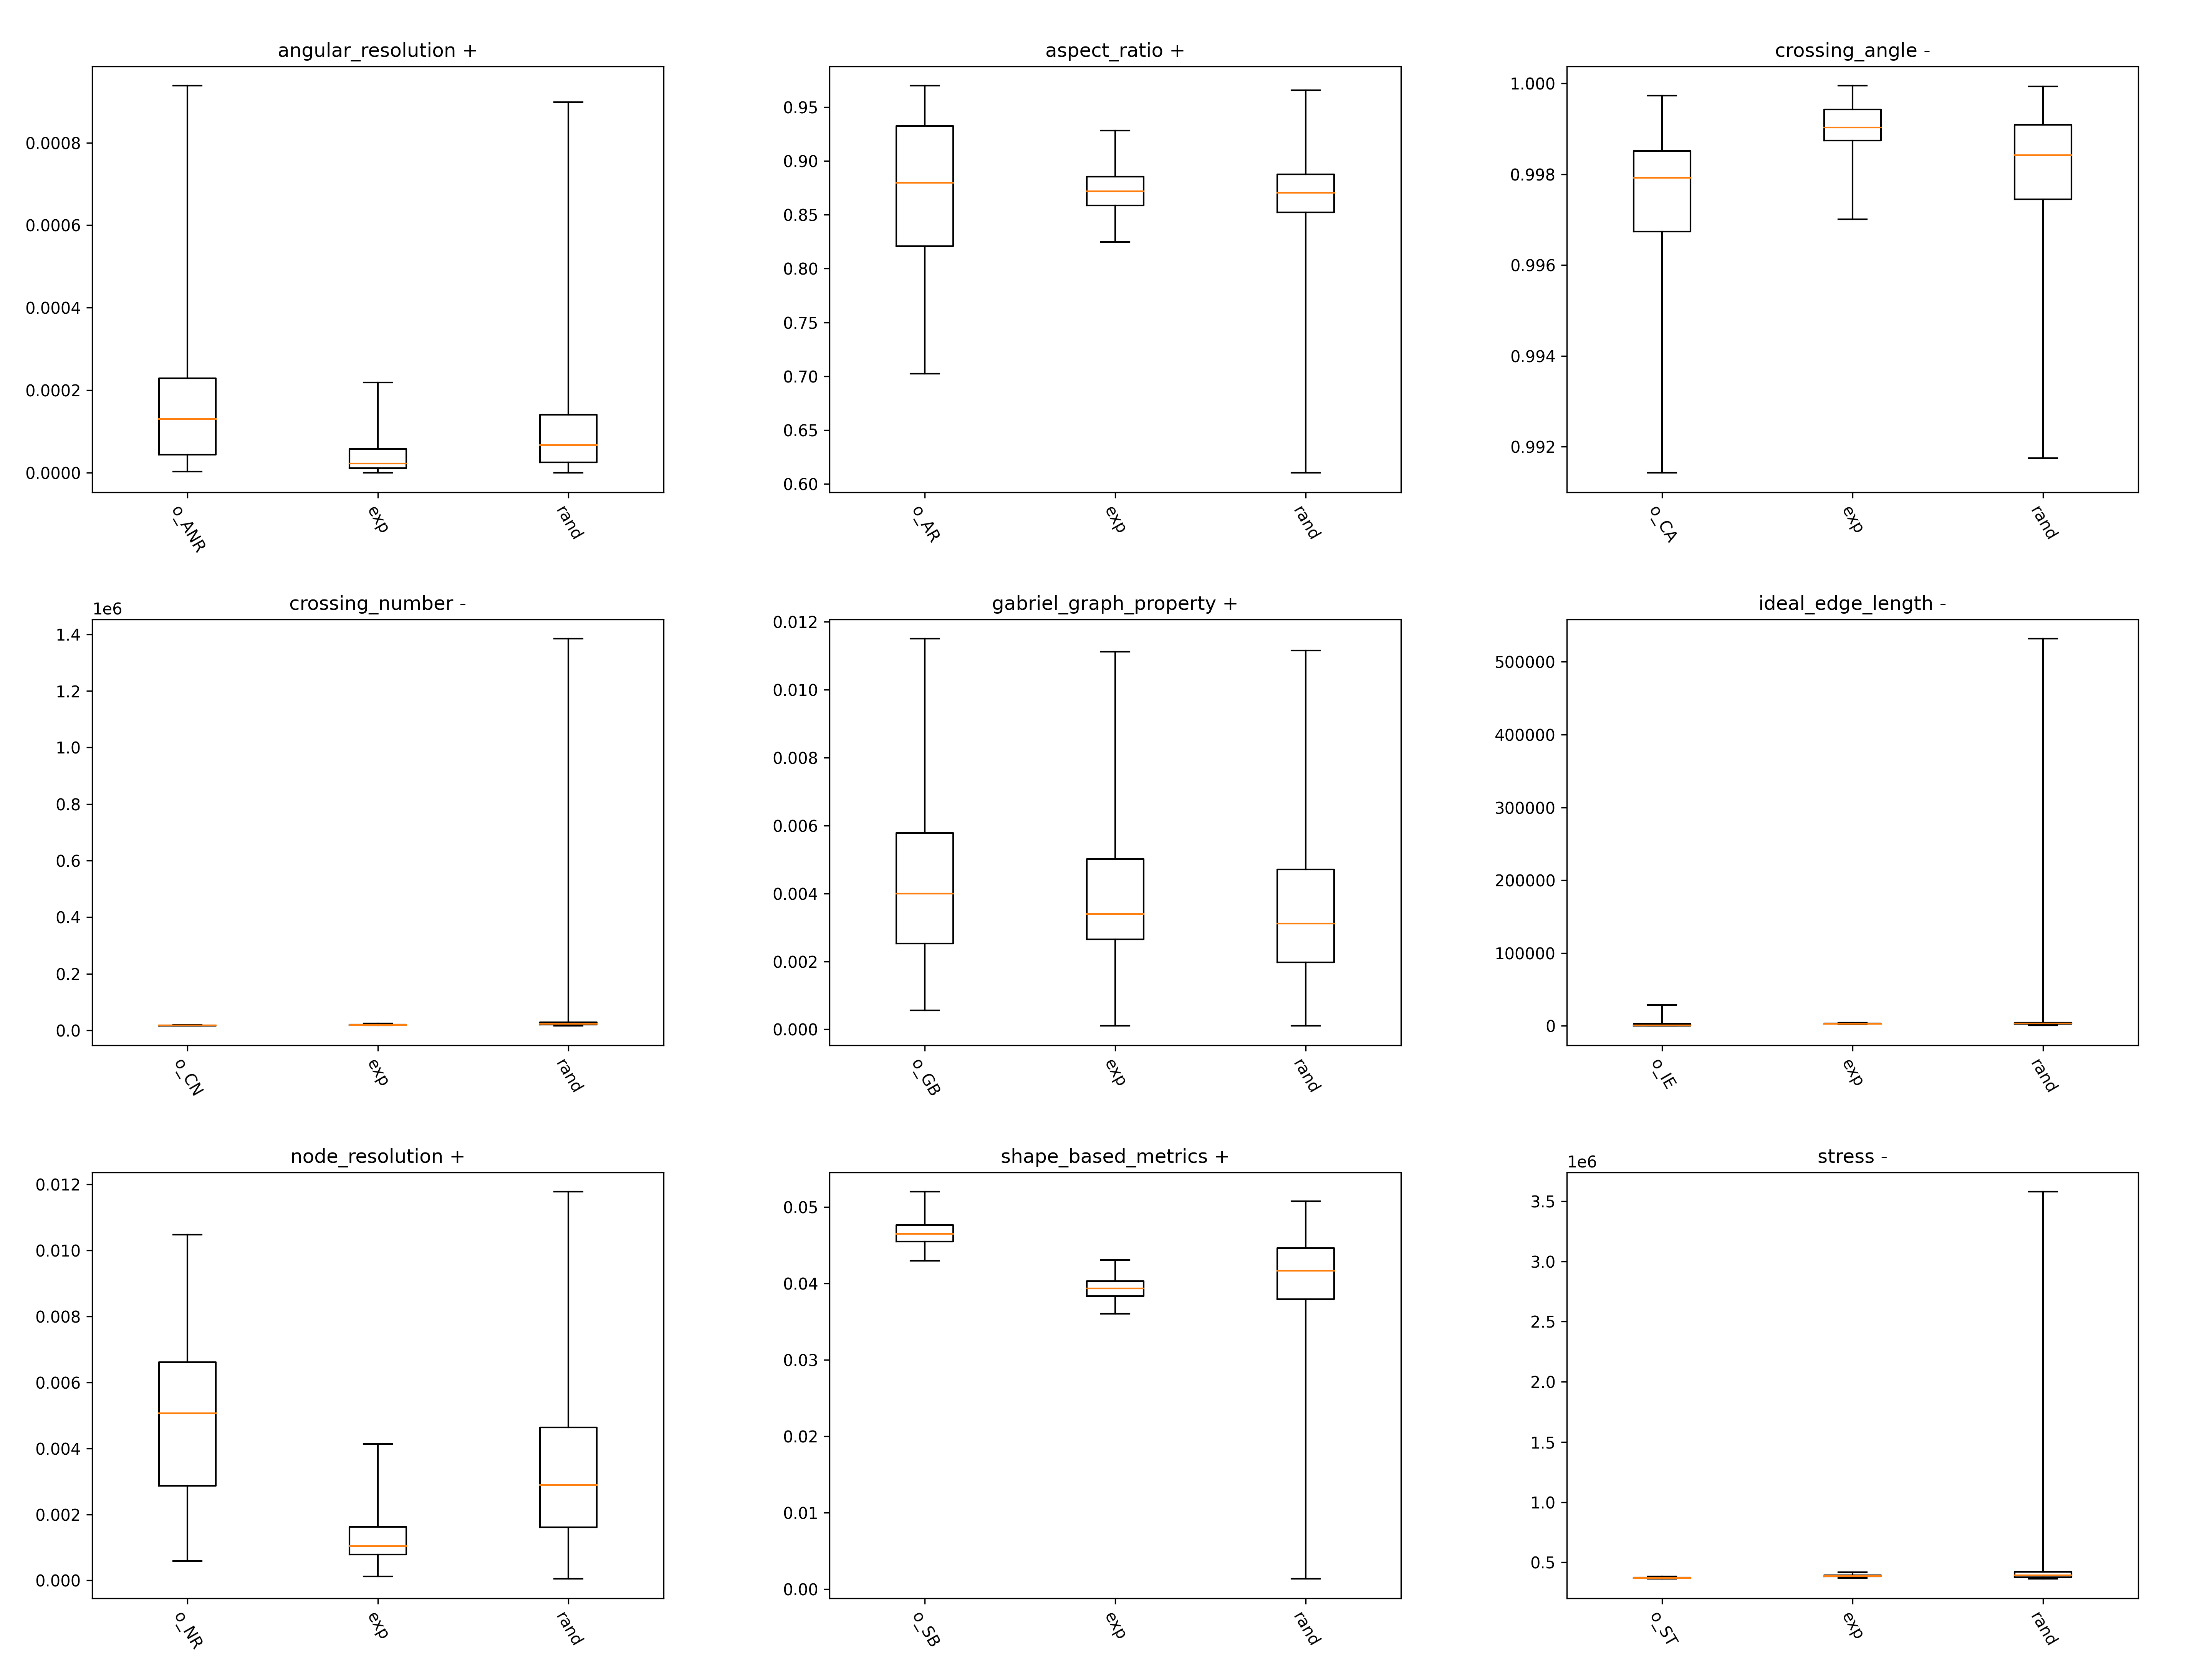 angular_resolution +
0.0008
0.0006
0.0004
0.0002
0.0000
o_ANR exp rand
aspect_ratio +
0.95
0.90
0.85
0.80
0.75
0.70
0.65
0.60
o_AR exp rand
crossing_angle -
1.000
0.998
0.996
0.994
0.992
o_CA exp rand
crossing_number -
1e6
1.4
1.2
1.0
0.8
0.6
0.4
0.2
0.0
o_CN exp rand
gabriel_graph_property +
0.012
0.010
0.008
0.006
0.004
0.002
0.000
o_GB exp rand
ideal_edge_length -
500000
400000
300000
200000
100000
0
o_IE exp rand
node_resolution +
0.012
0.010
0.008
0.006
0.004
0.002
0.000
o_NR exp rand
shape_based_metrics +
0.05
0.04
0.03
0.02
0.01
0.00
o_SB exp rand
stress -
1e6
3.5
3.0
2.5
2.0
1.5
1.0
0.5
o_ST exp rand